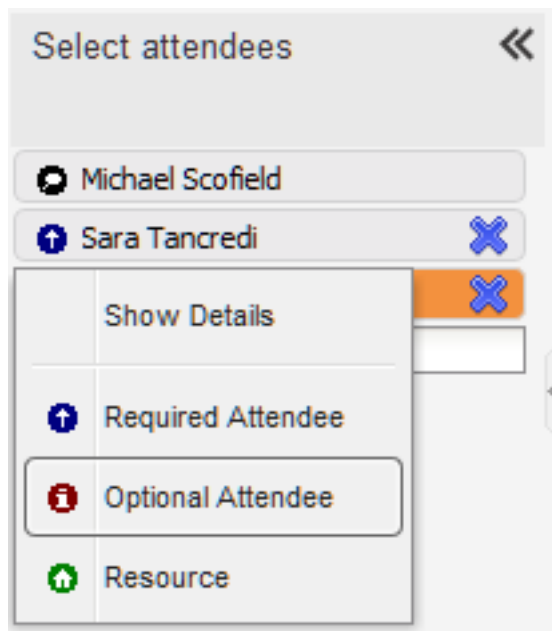 Select attendees
Michael Scofield
Sara Tancredi
Show Details
Required Attendee
Optional Attendee
Resource